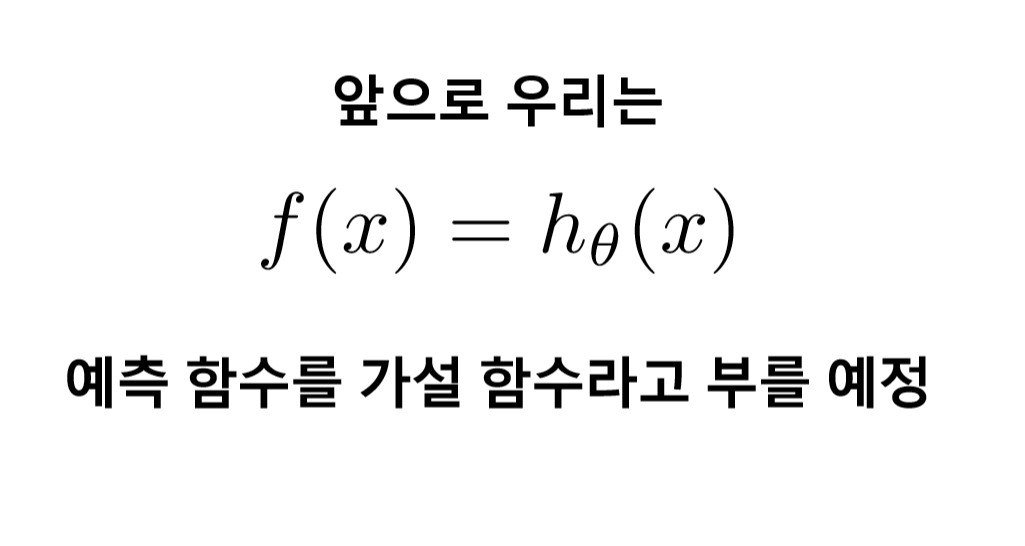 앞으로 우리는
f(x) = h_θ(x)
예측 함수를 가설 함수라고 부를 예정